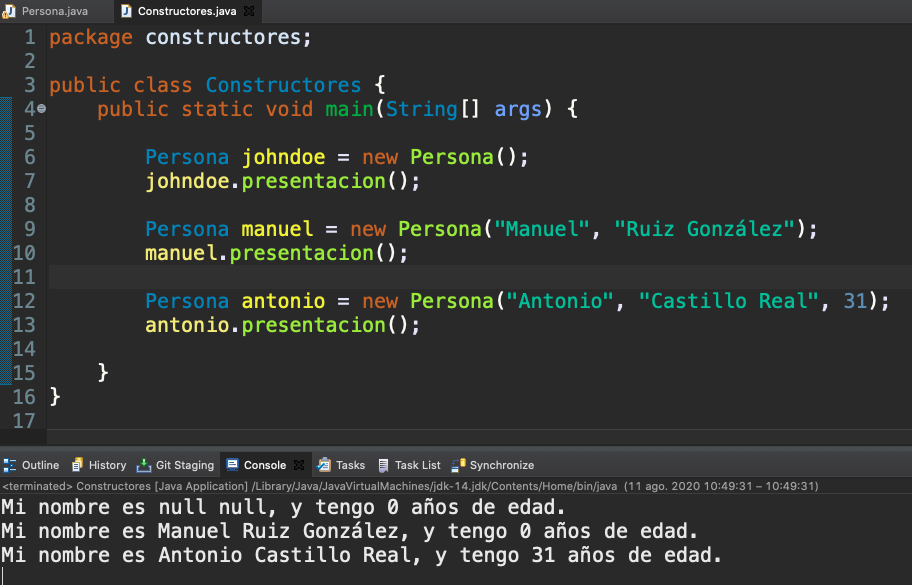 Persona.java Constructores.java
1 package constructores;
2
3 public class Constructores {
4 public static void main(String[] args) {
5
6 Persona johndoe = new Persona();
7 johndoe.presentacion();
8
9 Persona manuel = new Persona("Manuel", "Ruiz González");
10 manuel.presentacion();
11
12 Persona antonio = new Persona("Antonio", "Castillo Real", 31);
13 antonio.presentacion();
14
15 }
16 }
17
Outline History Git Staging Console Tasks Task List Synchronize
<terminated> Constructores [Java Application] /Library/Java/JavaVirtualMachines/jdk-14.jdk/Contents/Home/bin/java (11 ago. 2020 10:49:31 – 10:49:31)
Mi nombre es null null, y tengo 0 años de edad.
Mi nombre es Manuel Ruiz González, y tengo 0 años de edad.
Mi nombre es Antonio Castillo Real, y tengo 31 años de edad.